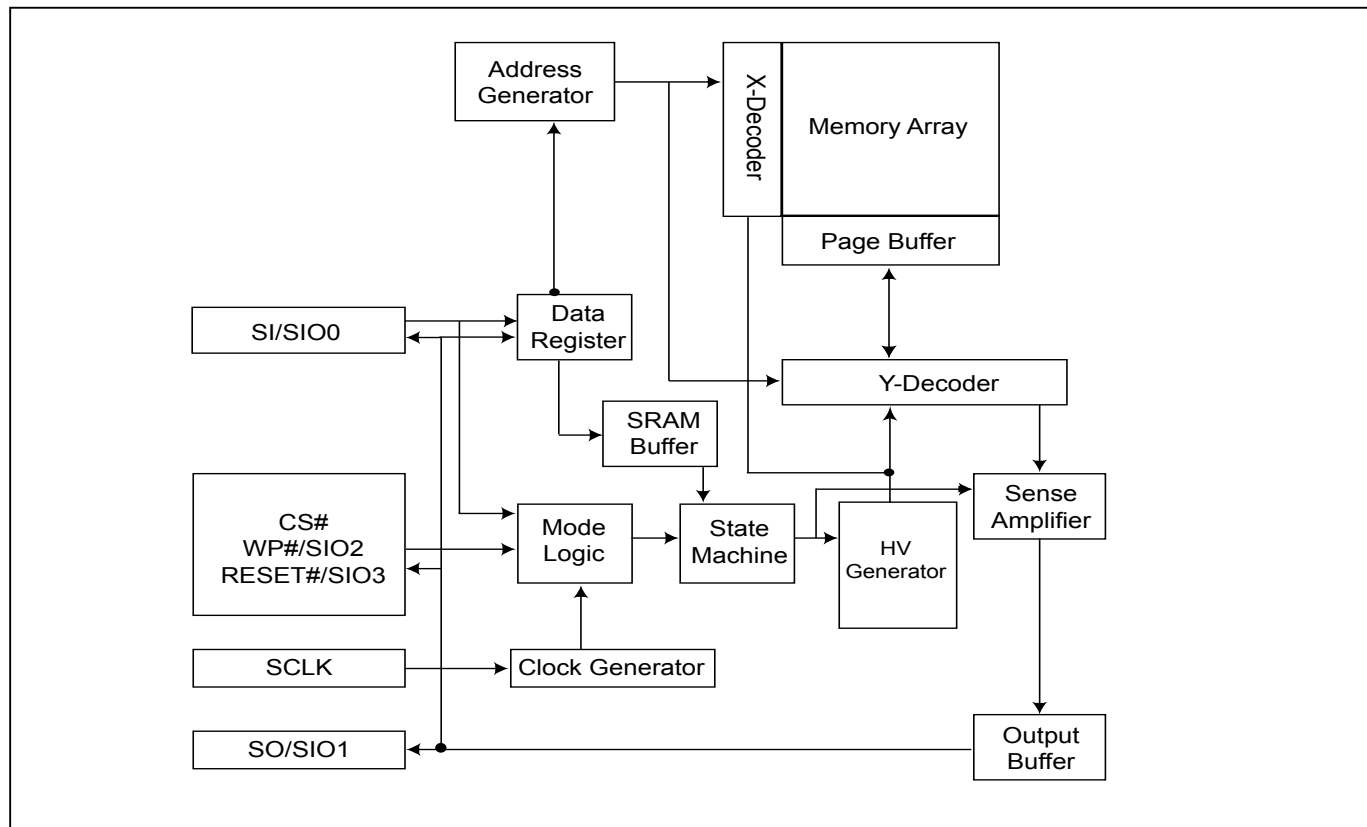 Address
Generator
X-Decoder
Memory Array
Page Buffer
SI/SIO0
Data
Register
Y-Decoder
SRAM
Buffer
CS#
WP#/SIO2
RESET#/SIO3
Mode
Logic
State
Machine
HV
Generator
Sense
Amplifier
SCLK
Clock Generator
SO/SIO1
Output
Buffer